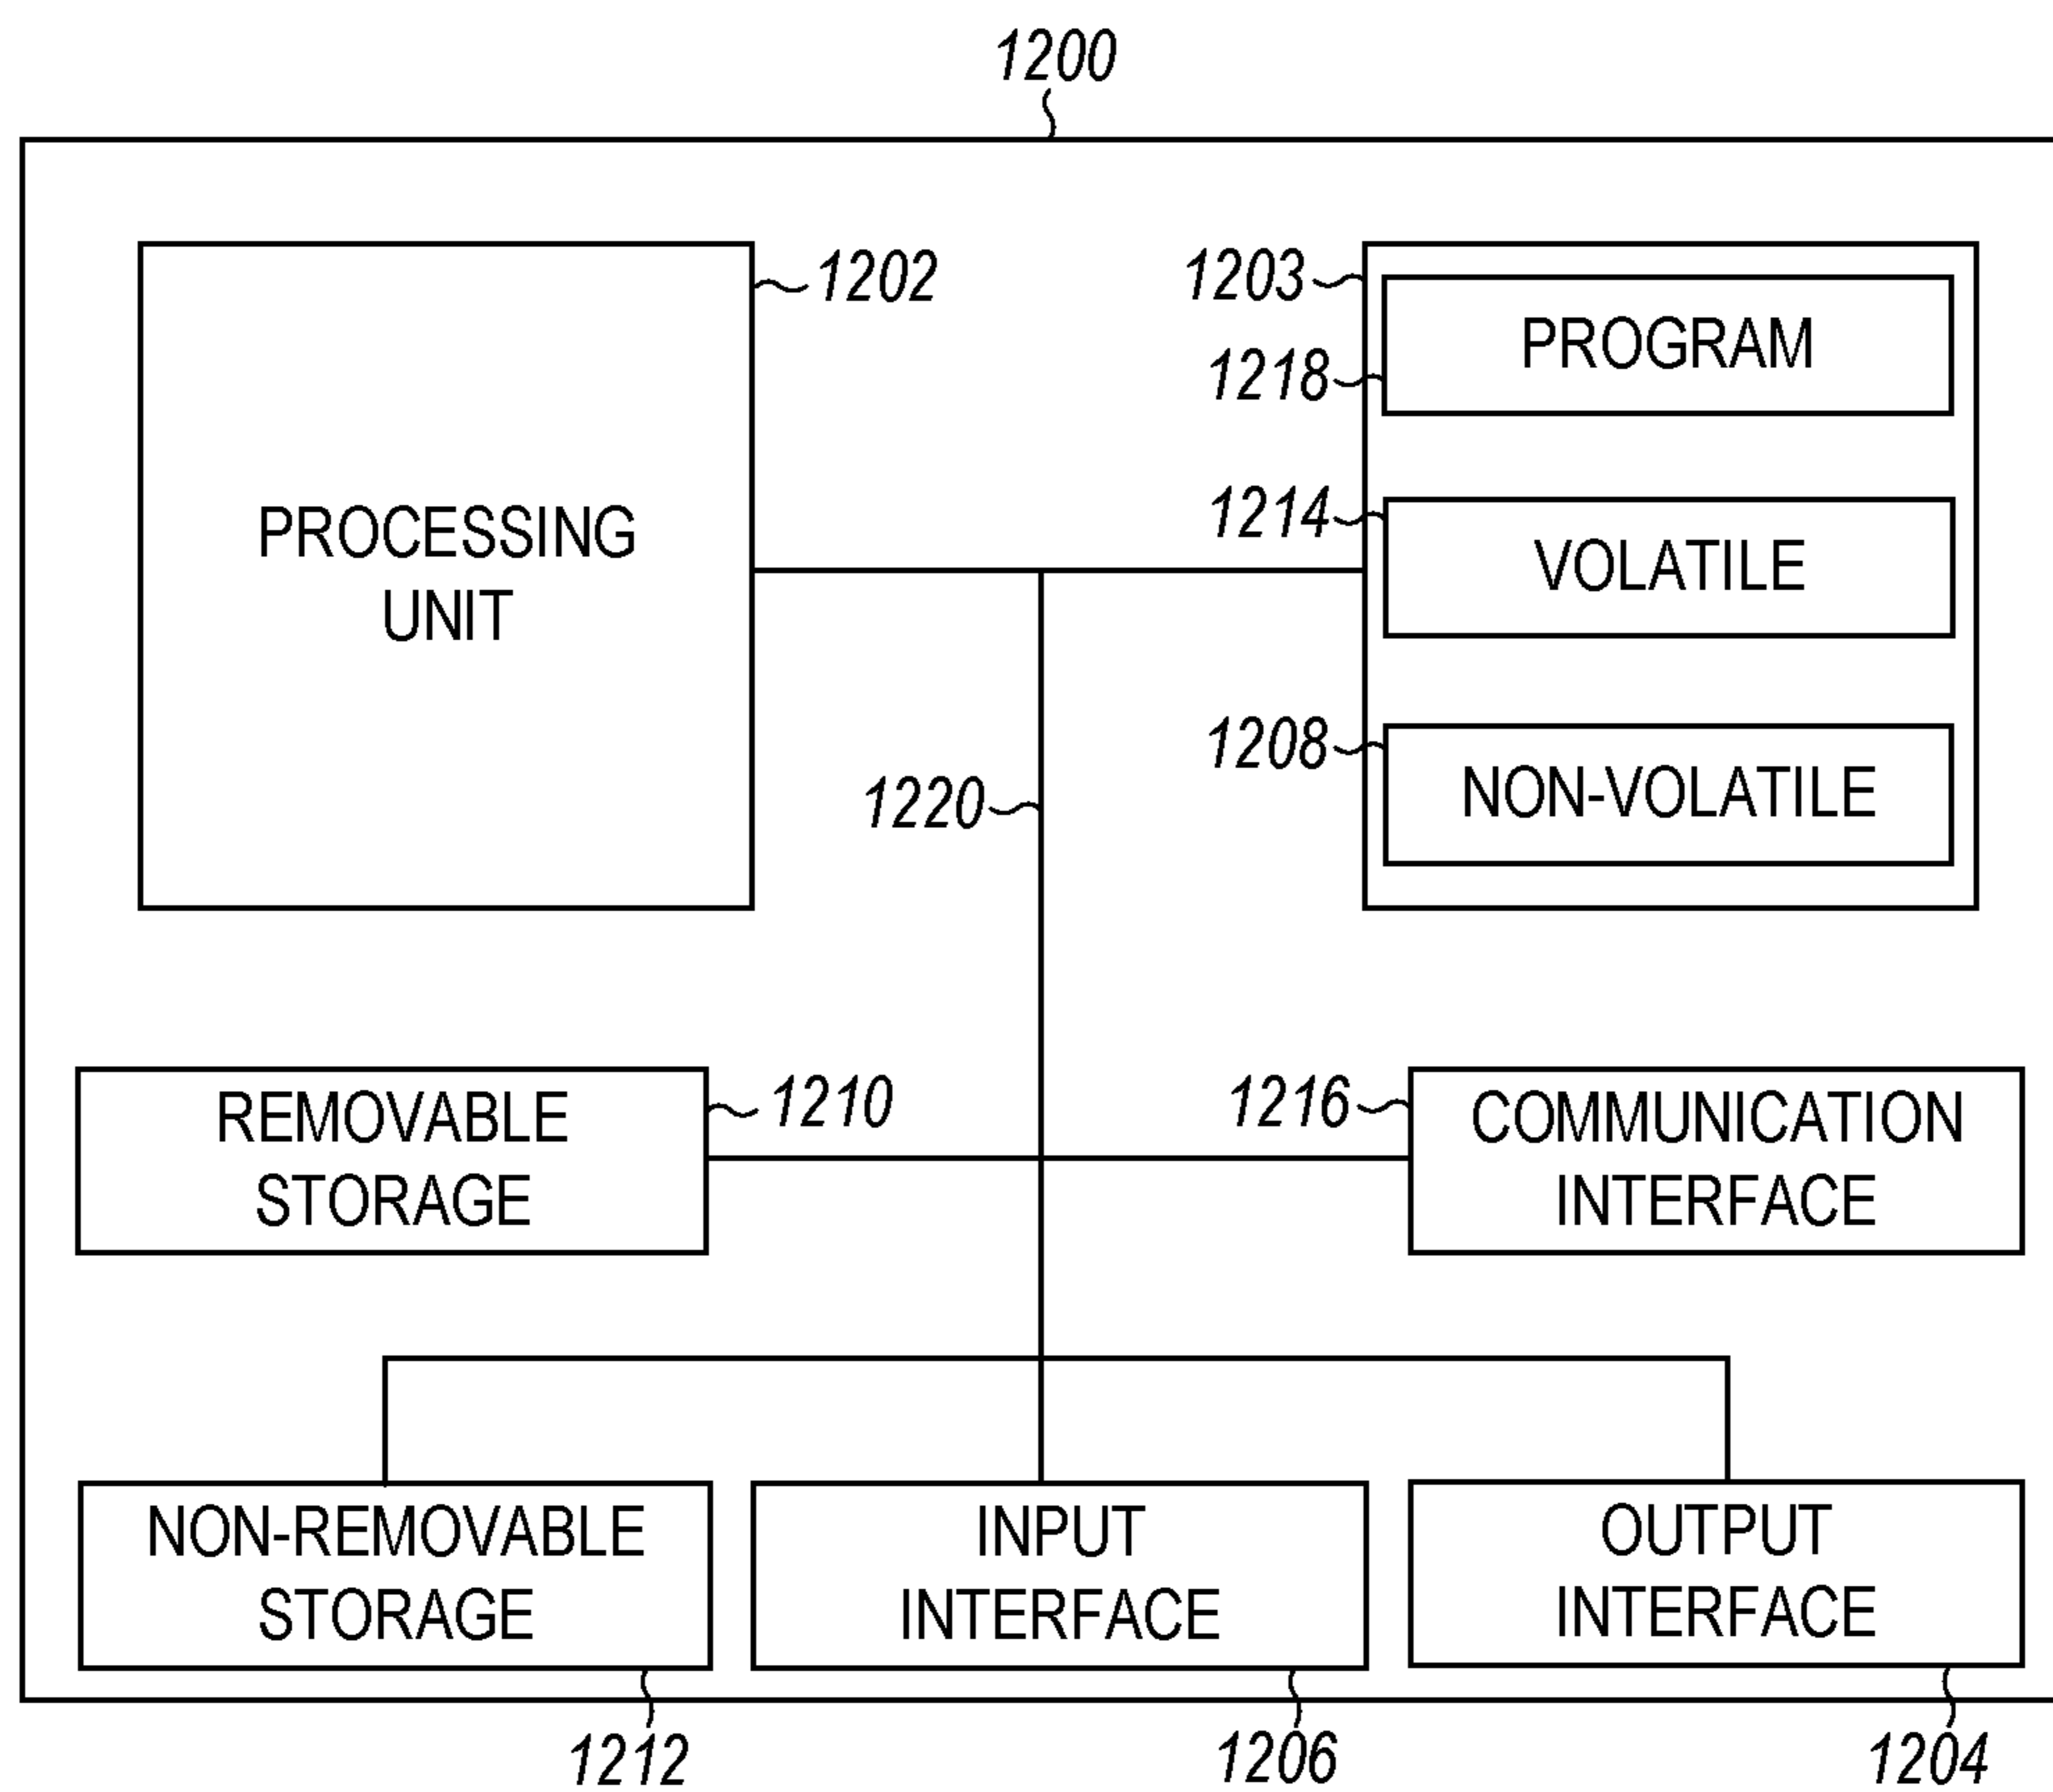 1200
1202
1203
PROGRAM
1218
1214
VOLATILE
PROCESSING
UNIT
1208
NON-VOLATILE
1220
REMOVABLE
STORAGE
1210
1216
COMMUNICATION
INTERFACE
NON-REMOVABLE
STORAGE
INPUT
INTERFACE
OUTPUT
INTERFACE
1212
1206
1204